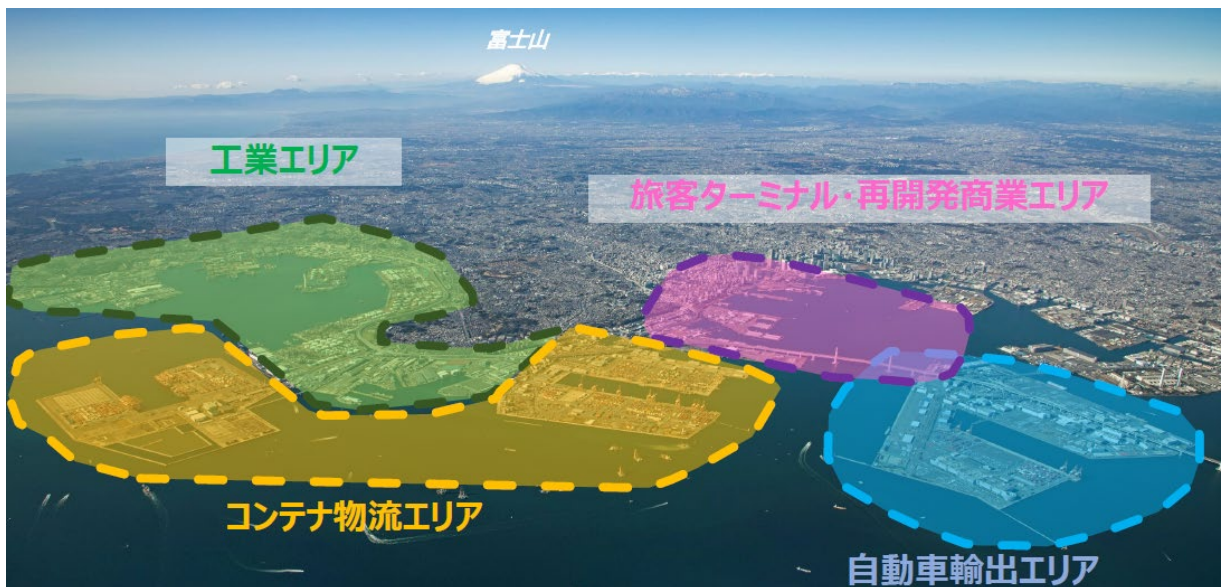 富士山
工業エリア
旅客ターミナル・再開発商業エリア
コンテナ物流エリア
自動車輸出エリア